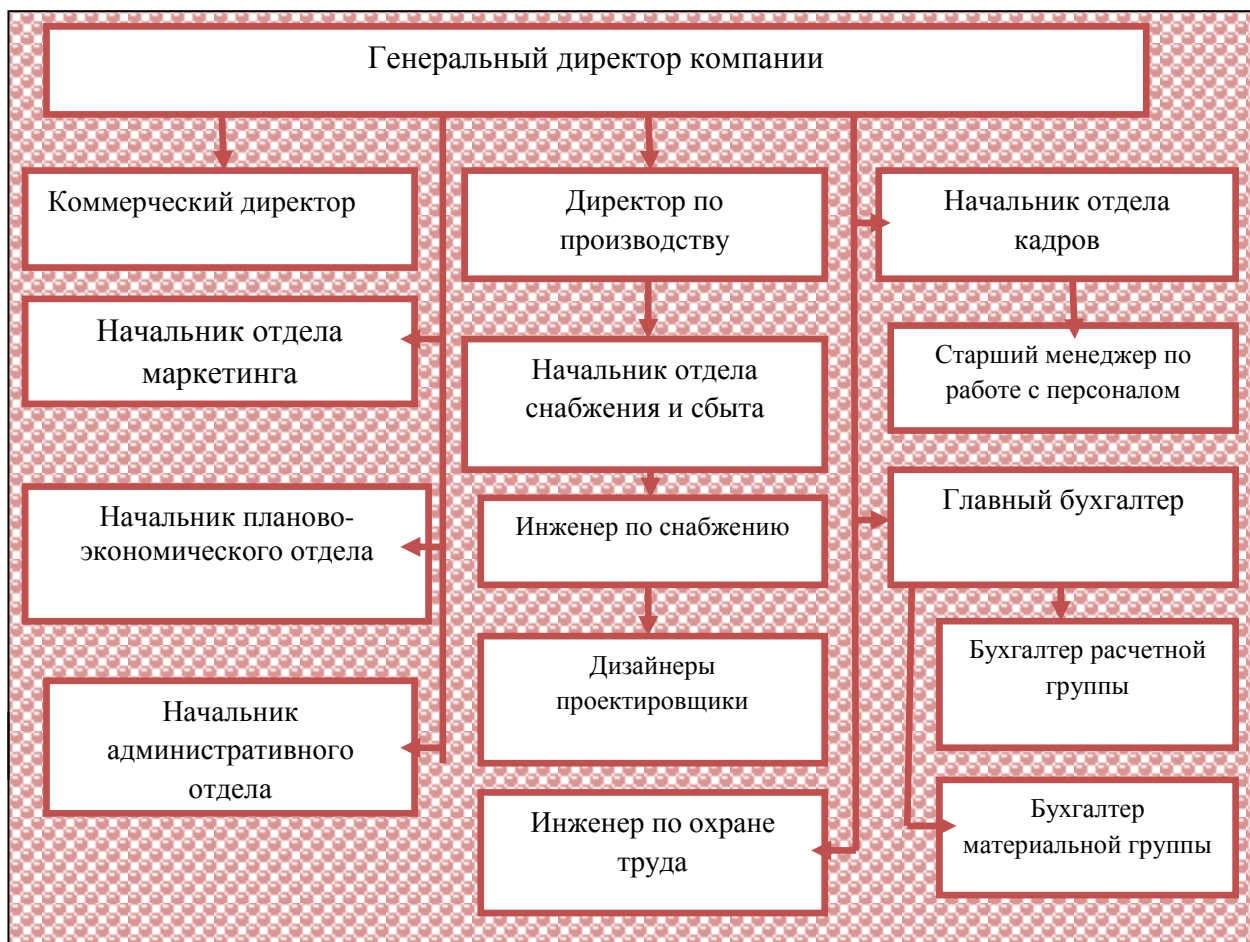 Генеральный директор компании
Коммерческий директор
Директор по
производству
Начальник отдела
кадров
Начальник отдела
маркетинга
Начальник отдела
снабжения и сбыта
Старший менеджер по
работе с персоналом
Начальник планово-
экономического отдела
Инженер по снабжению
Главный бухгалтер
Начальник
административного
отдела
Дизайнеры
проектировщики
Бухгалтер расчетной
группы
Инженер по охране
труда
Бухгалтер
материальной группы